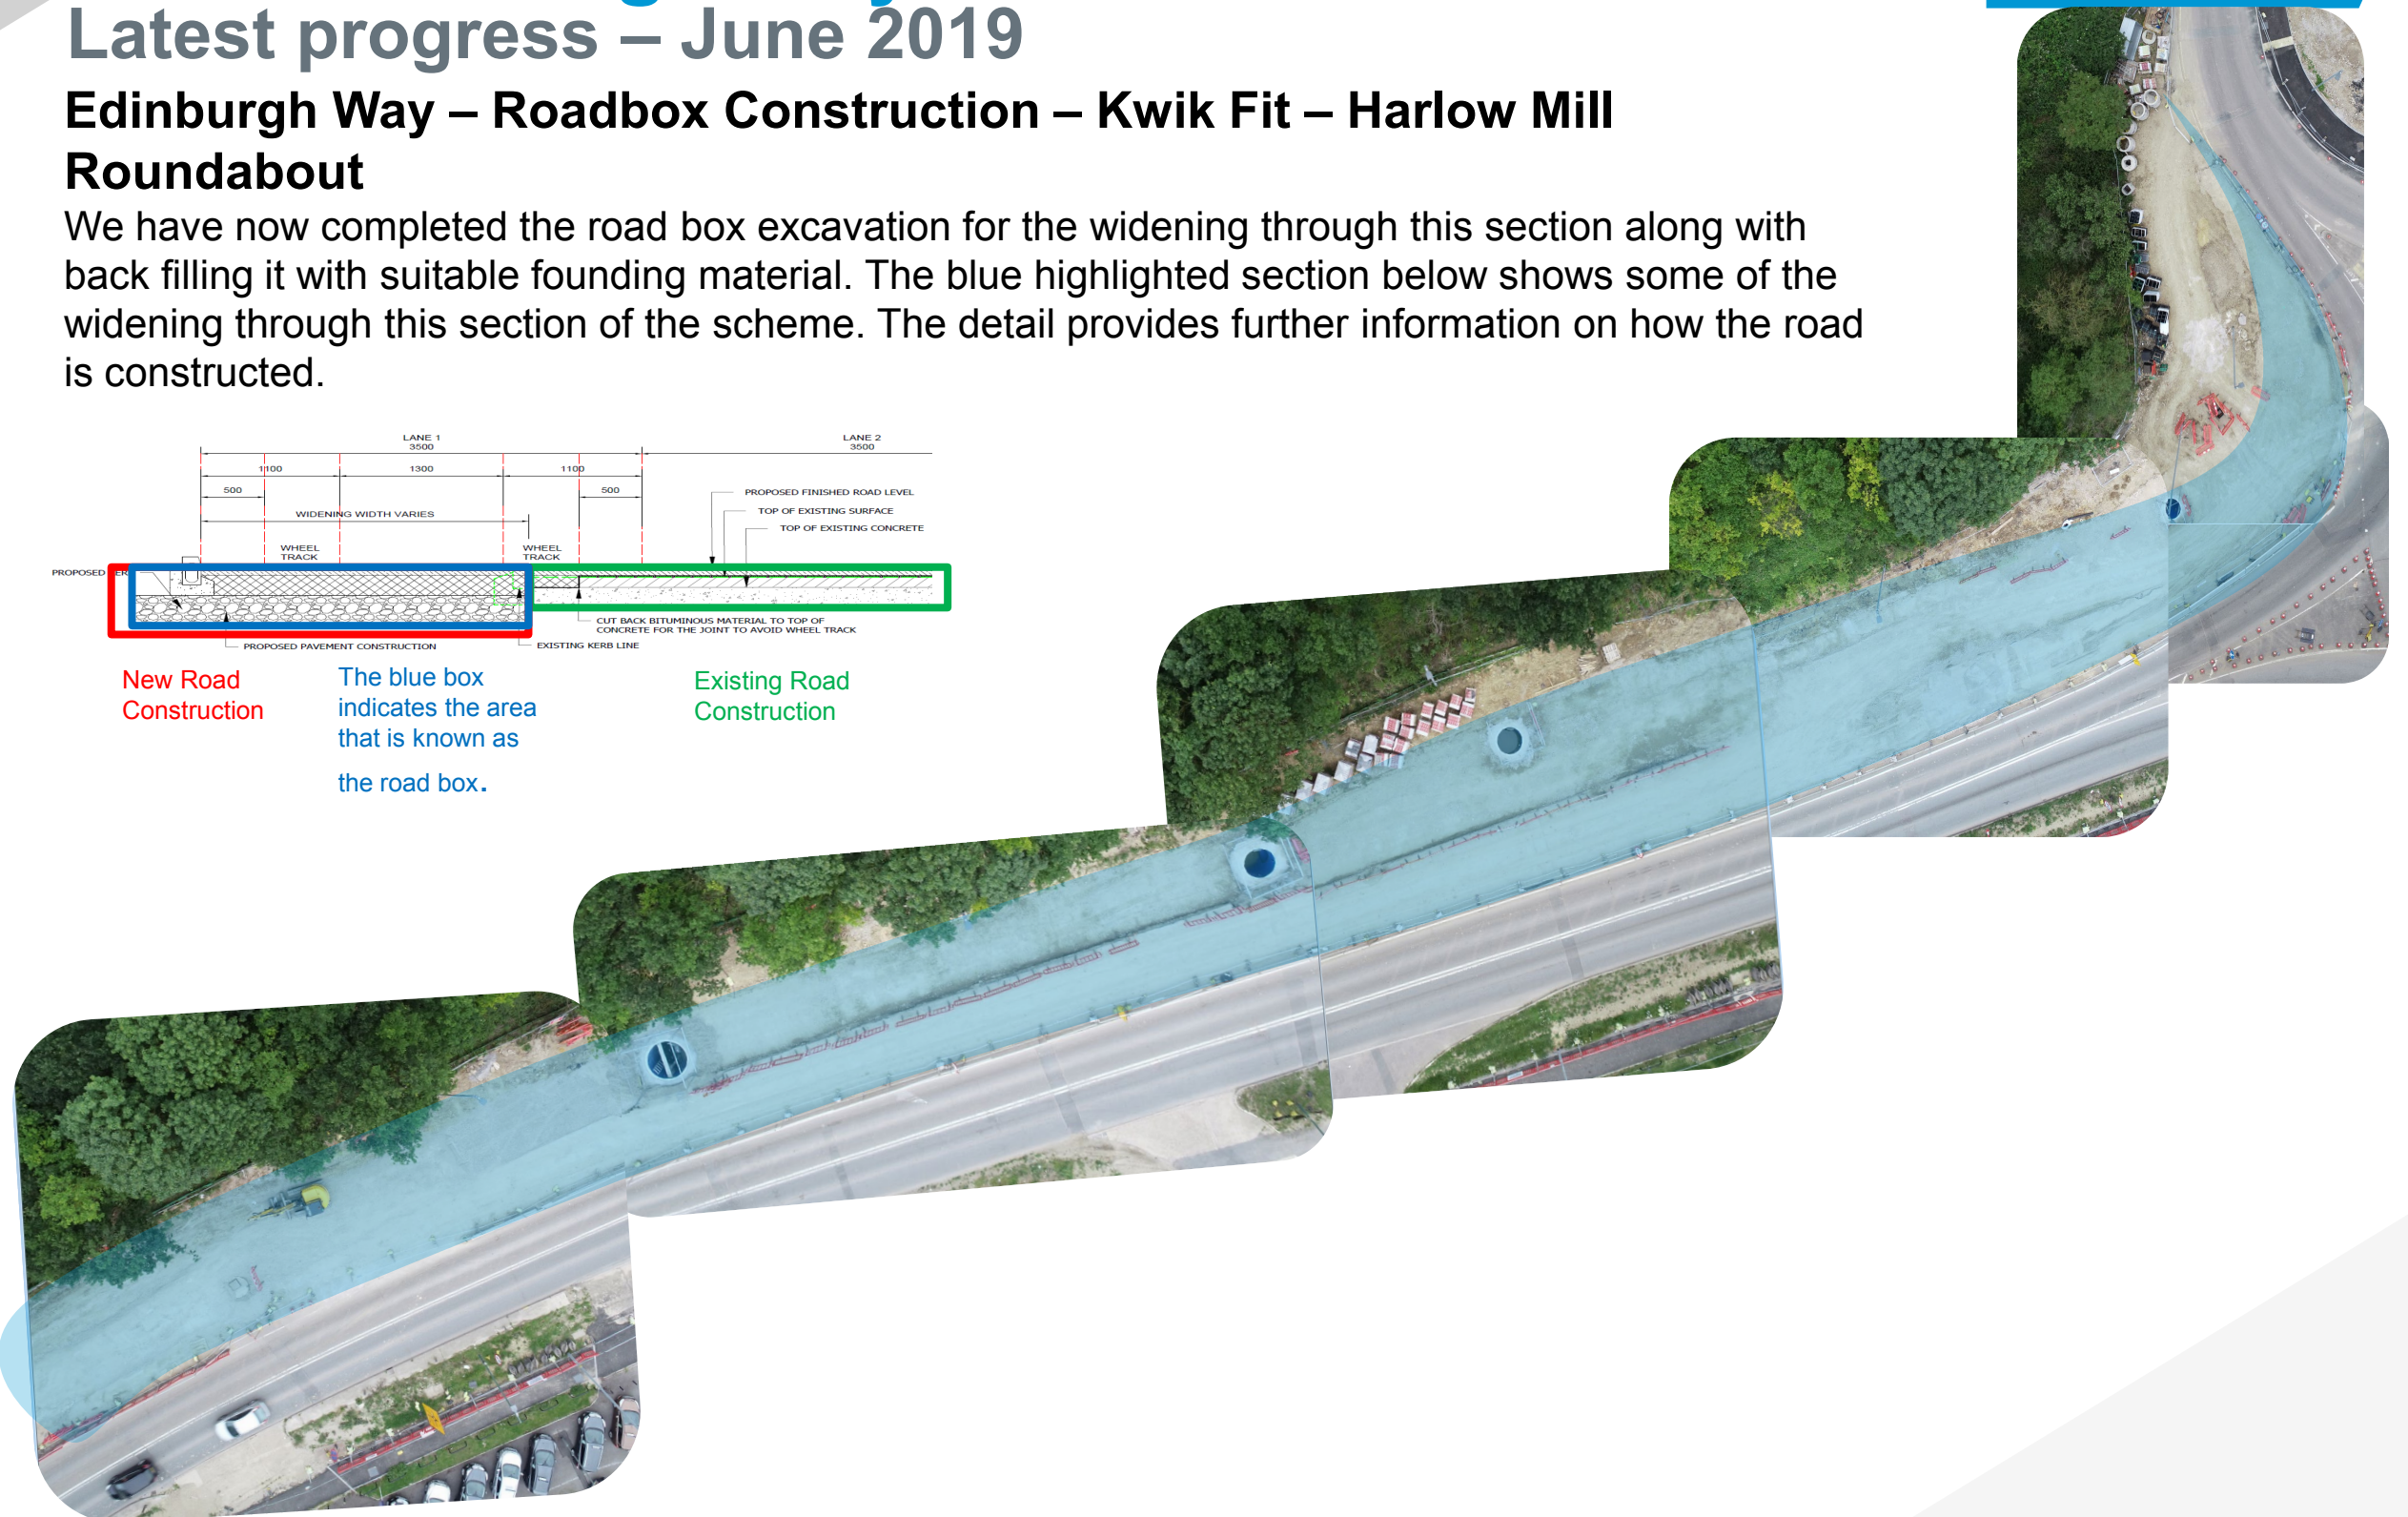 Latest progress – June 2019
Edinburgh Way – Roadbox Construction – Kwik Fit – Harlow Mill
Roundabout
We have now completed the road box excavation for the widening through this section along with
back filling it with suitable founding material. The blue highlighted section below shows some of the
widening through this section of the scheme. The detail provides further information on how the road
is constructed.
LANE 1
3500
LANE 2
3500
1100
1300
1100
500
500
WIDENING WIDTH VARIES
PROPOSED FINISHED ROAD LEVEL
TOP OF EXISTING SURFACE
TOP OF EXISTING CONCRETE
WHEEL
TRACK
WHEEL
TRACK
PROPOSED
CUT BACK BITUMINOUS MATERIAL TO TOP OF
CONCRETE FOR THE JOINT TO AVOID WHEEL TRACK
PROPOSED PAVEMENT CONSTRUCTION
EXISTING KERB LINE
New Road
Construction
The blue box
indicates the area
that is known as
the road box.
Existing Road
Construction